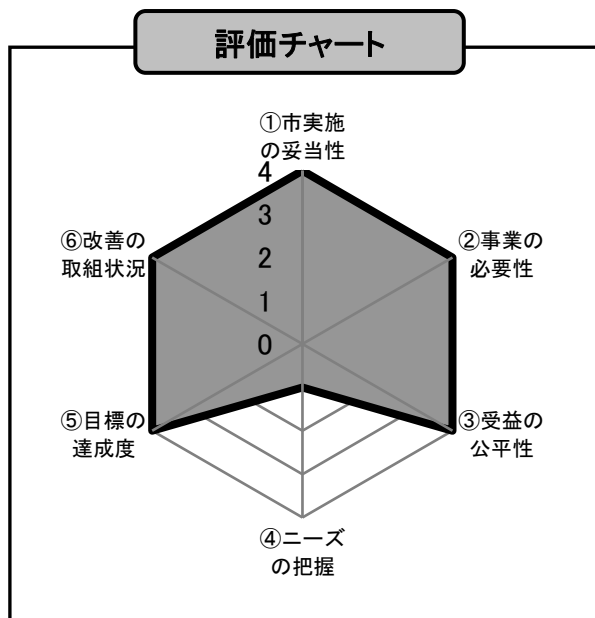 評価チャート
①市実施
の妥当性
4
3
2
1
0
②事業の
必要性
③受益の
公平性
④ニーズ
の把握
⑤目標の
達成度
⑥改善の
取組状況